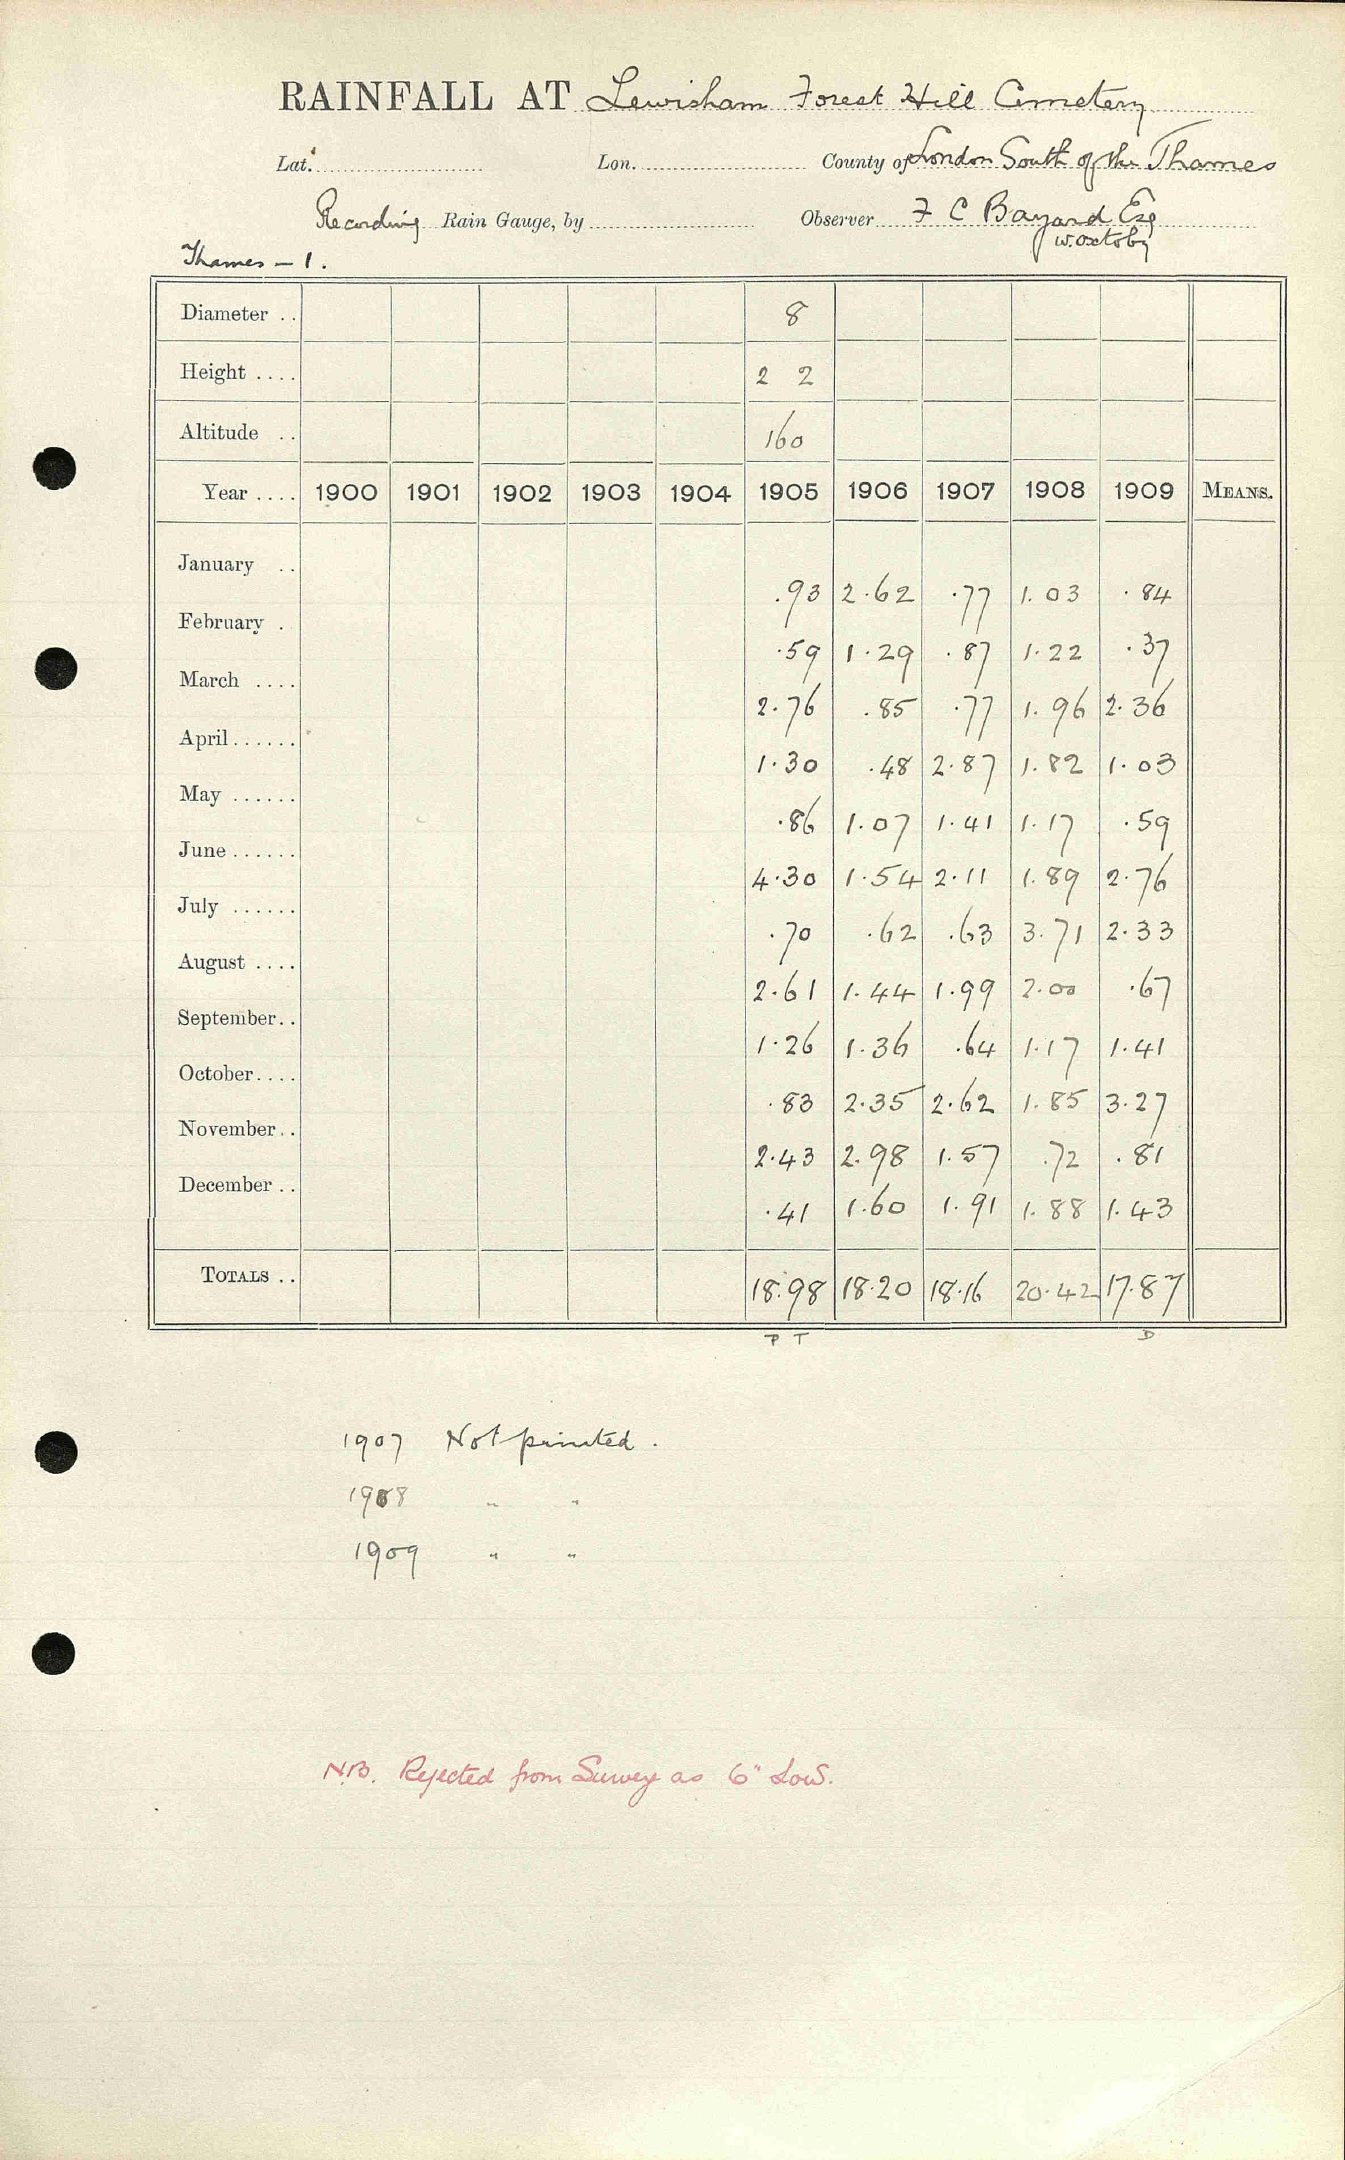 RAINFALL AT Lewisham Forest Hill Cemetery
Lat. Lon. County of London South of the Thames
Recording Rain Gauge, by Observer F C Bayard Esq
W. Oxtoby
Thames - 1.
Diameter .. 8
Height .... 2 2
Altitude .. 160
Year .... 1900 1901 1902 1903 1904 1905 1906 1907 1908 1909 MEANS.
January .. .93 2.62 .77 1.03 .84
February . .59 1.29 .87 1.22 .37
March .... 2.76 .85 .77 1.96 2.36
April...... 1.30 .48 2.87 1.82 1.03
May ...... .86 1.07 1.41 1.17 .59
June...... 4.30 1.54 2.11 1.89 2.76
July ...... .70 .62 .63 3.71 2.33
August .... 2.61 1.44 1.99 2.00 .67
September.. 1.26 1.36 .64 1.17 1.41
October.... .83 2.35 2.62 1.85 3.27
November.. 2.43 2.98 1.57 .72 .81
December .. .41 1.60 1.91 1.88 1.43
TOTALS .. 18.98 18.20 18.16 20.42 17.87
P T D
1907 Not printed.
1908 " "
1909 " "
N.B. Rejected from Survey as 6" Low.